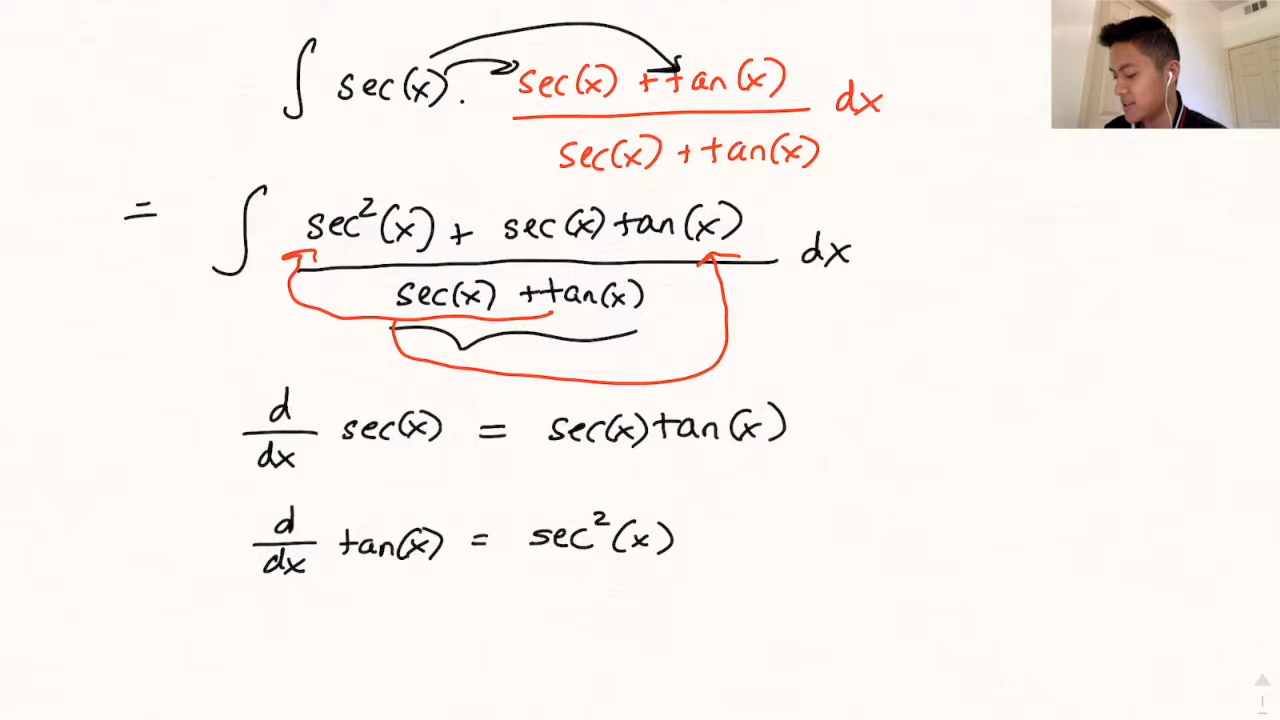 ∫ sec(x) · sec(x) + tan(x) / sec(x) + tan(x) dx
= ∫ sec²(x) + sec(x) tan(x) / sec(x) + tan(x) dx
d/dx sec(x) = sec(x) tan(x)
d/dx tan(x) = sec²(x)